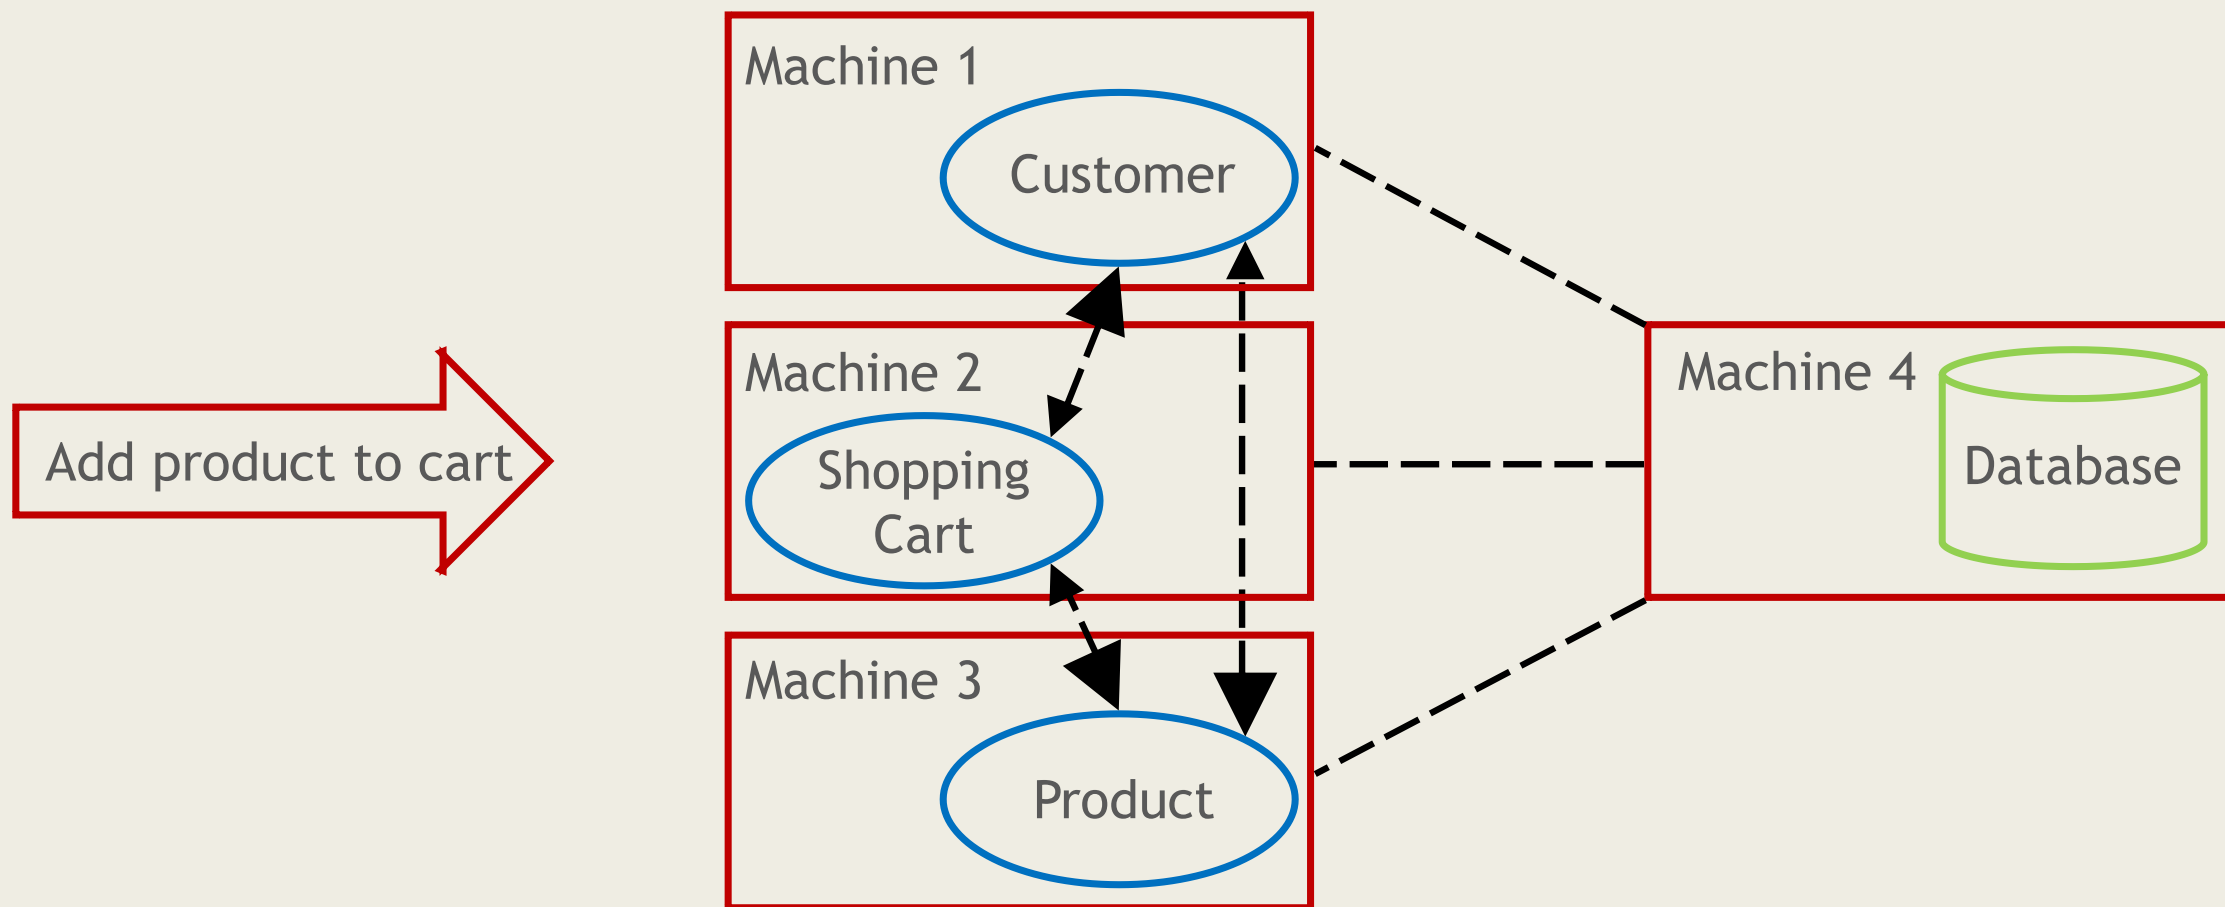 Machine 1
Customer
Add product to cart
Machine 2
Shopping
Cart
Machine 4
Database
Machine 3
Product